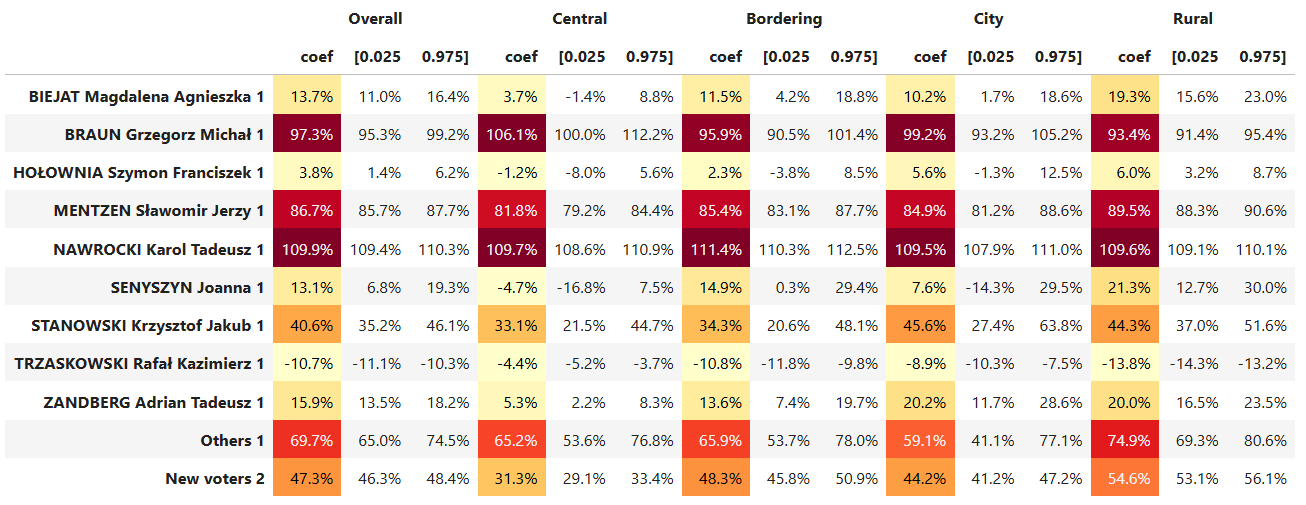 Overall Central Bordering City Rural
coef [0.025 0.975] coef [0.025 0.975] coef [0.025 0.975] coef [0.025 0.975] coef [0.025 0.975]
BIEJAT Magdalena Agnieszka 1 13.7% 11.0% 16.4% 3.7% -1.4% 8.8% 11.5% 4.2% 18.8% 10.2% 1.7% 18.6% 19.3% 15.6% 23.0%
BRAUN Grzegorz Michał 1 97.3% 95.3% 99.2% 106.1% 100.0% 112.2% 95.9% 90.5% 101.4% 99.2% 93.2% 105.2% 93.4% 91.4% 95.4%
HOŁOWNIA Szymon Franciszek 1 3.8% 1.4% 6.2% -1.2% -8.0% 5.6% 2.3% -3.8% 8.5% 5.6% -1.3% 12.5% 6.0% 3.2% 8.7%
MENTZEN Sławomir Jerzy 1 86.7% 85.7% 87.7% 81.8% 79.2% 84.4% 85.4% 83.1% 87.7% 84.9% 81.2% 88.6% 89.5% 88.3% 90.6%
NAWROCKI Karol Tadeusz 1 109.9% 109.4% 110.3% 109.7% 108.6% 110.9% 111.4% 110.3% 112.5% 109.5% 107.9% 111.0% 109.6% 109.1% 110.1%
SENYSZYN Joanna 1 13.1% 6.8% 19.3% -4.7% -16.8% 7.5% 14.9% 0.3% 29.4% 7.6% -14.3% 29.5% 21.3% 12.7% 30.0%
STANOWSKI Krzysztof Jakub 1 40.6% 35.2% 46.1% 33.1% 21.5% 44.7% 34.3% 20.6% 48.1% 45.6% 27.4% 63.8% 44.3% 37.0% 51.6%
TRZASKOWSKI Rafał Kazimierz 1 -10.7% -11.1% -10.3% -4.4% -5.2% -3.7% -10.8% -11.8% -9.8% -8.9% -10.3% -7.5% -13.8% -14.3% -13.2%
ZANDBERG Adrian Tadeusz 1 15.9% 13.5% 18.2% 5.3% 2.2% 8.3% 13.6% 7.4% 19.7% 20.2% 11.7% 28.6% 20.0% 16.5% 23.5%
Others 1 69.7% 65.0% 74.5% 65.2% 53.6% 76.8% 65.9% 53.7% 78.0% 59.1% 41.1% 77.1% 74.9% 69.3% 80.6%
New voters 2 47.3% 46.3% 48.4% 31.3% 29.1% 33.4% 48.3% 45.8% 50.9% 44.2% 41.2% 47.2% 54.6% 53.1% 56.1%